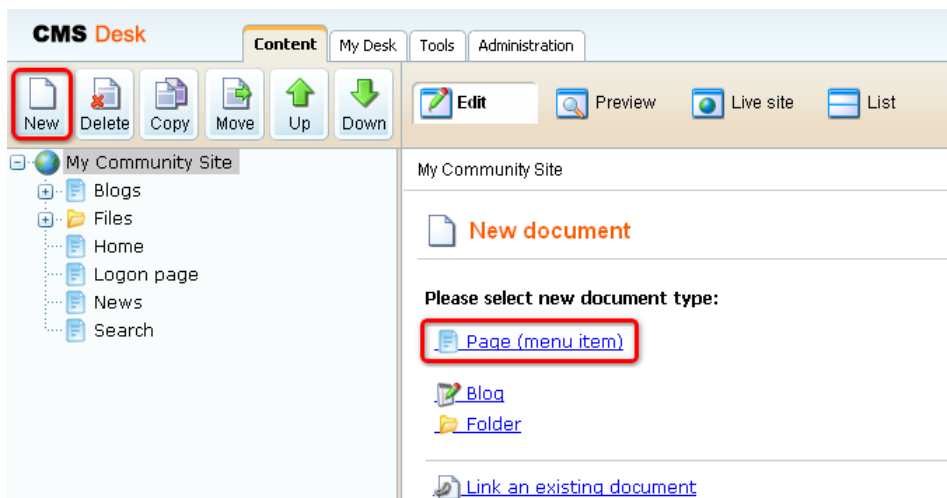 CMS Desk
Content My Desk Tools Administration
New Delete Copy Move Up Down Edit Preview Live site List
My Community Site
Blogs
Files
Home
Logon page
News
Search
My Community Site
New document
Please select new document type:
Page (menu item)
Blog
Folder
Link an existing document